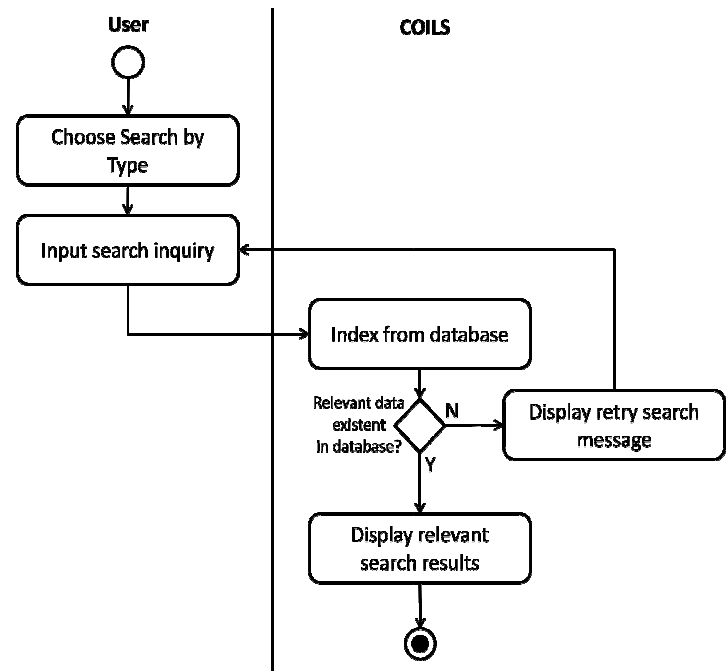 User
COILS
Choose Search by
Type
Input search inquiry
Index from database
Relevant data
existent
in database?
N
Display retry search
message
Y
Display relevant
search results